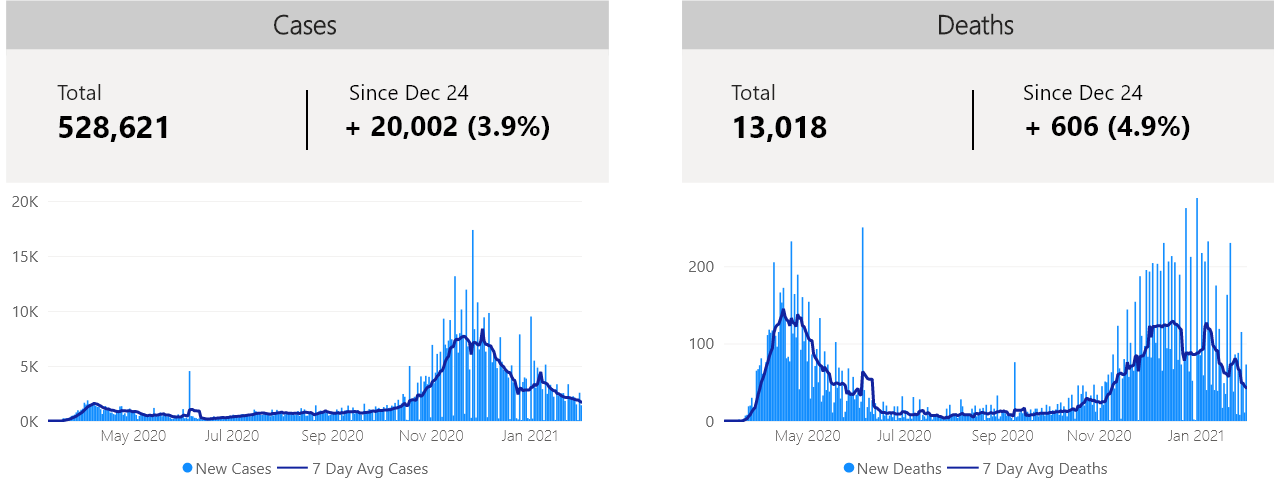 Cases
Total
528,621
Since Dec 24
+ 20,002 (3.9%)
20K
15K
10K
5K
0K
May 2020 Jul 2020 Sep 2020 Nov 2020 Jan 2021
New Cases 7 Day Avg Cases
Deaths
Total
13,018
Since Dec 24
+ 606 (4.9%)
200
100
0
May 2020 Jul 2020 Sep 2020 Nov 2020 Jan 2021
New Deaths 7 Day Avg Deaths